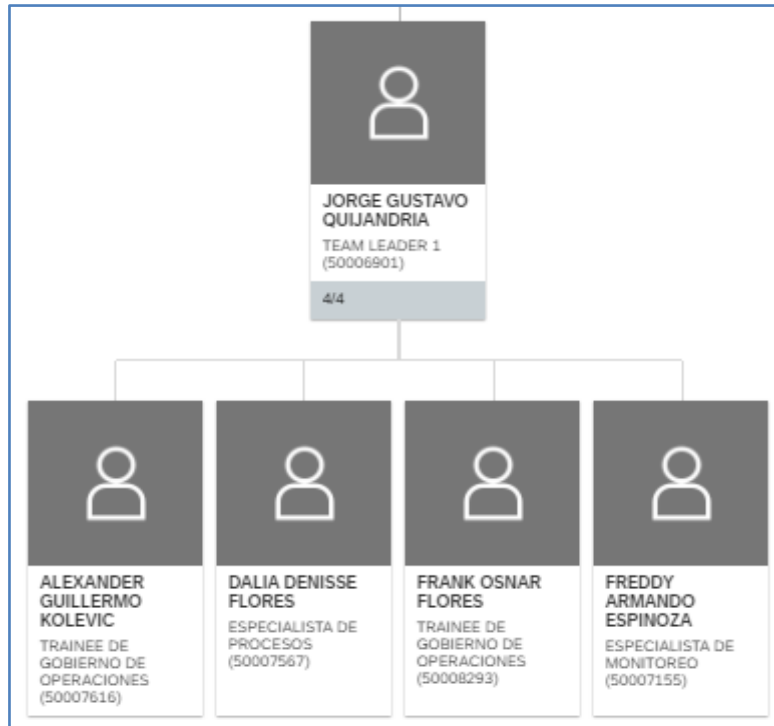 JORGE GUSTAVO
QUIJANDRIA
TEAM LEADER 1
(50006901)
4/4
ALEXANDER
GUILLERMO
KOLEVIC
TRAINEE DE
GOBIERNO DE
OPERACIONES
(50007616)
DALIA DENISSE
FLORES
ESPECIALISTA DE
PROCESOS
(50007567)
FRANK OSNAR
FLORES
TRAINEE DE
GOBIERNO DE
OPERACIONES
(50008293)
FREDDY
ARMANDO
ESPINOZA
ESPECIALISTA DE
MONITOREO
(50007155)